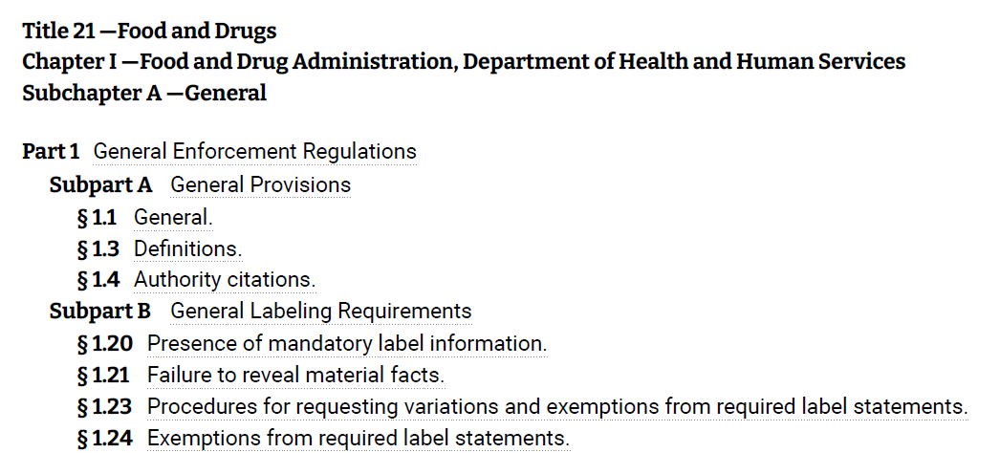 Title 21 —Food and Drugs
Chapter I —Food and Drug Administration, Department of Health and Human Services
Subchapter A —General
Part 1 General Enforcement Regulations
Subpart A General Provisions
§ 1.1 General.
§ 1.3 Definitions.
§ 1.4 Authority citations.
Subpart B General Labeling Requirements
§ 1.20 Presence of mandatory label information.
§ 1.21 Failure to reveal material facts.
§ 1.23 Procedures for requesting variations and exemptions from required label statements.
§ 1.24 Exemptions from required label statements.